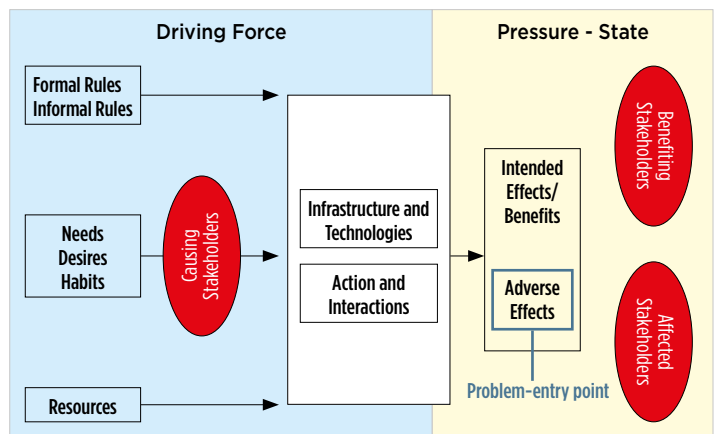 Driving Force
Pressure - State
Formal Rules
Informal Rules
Needs
Desires
Habits
Causing
Stakeholders
Resources
Infrastructure and
Technologies
Action and
Interactions
Intended
Effects/
Benefits
Adverse
Effects
Problem-entry point
Benefiting
Stakeholders
Affected
Stakeholders